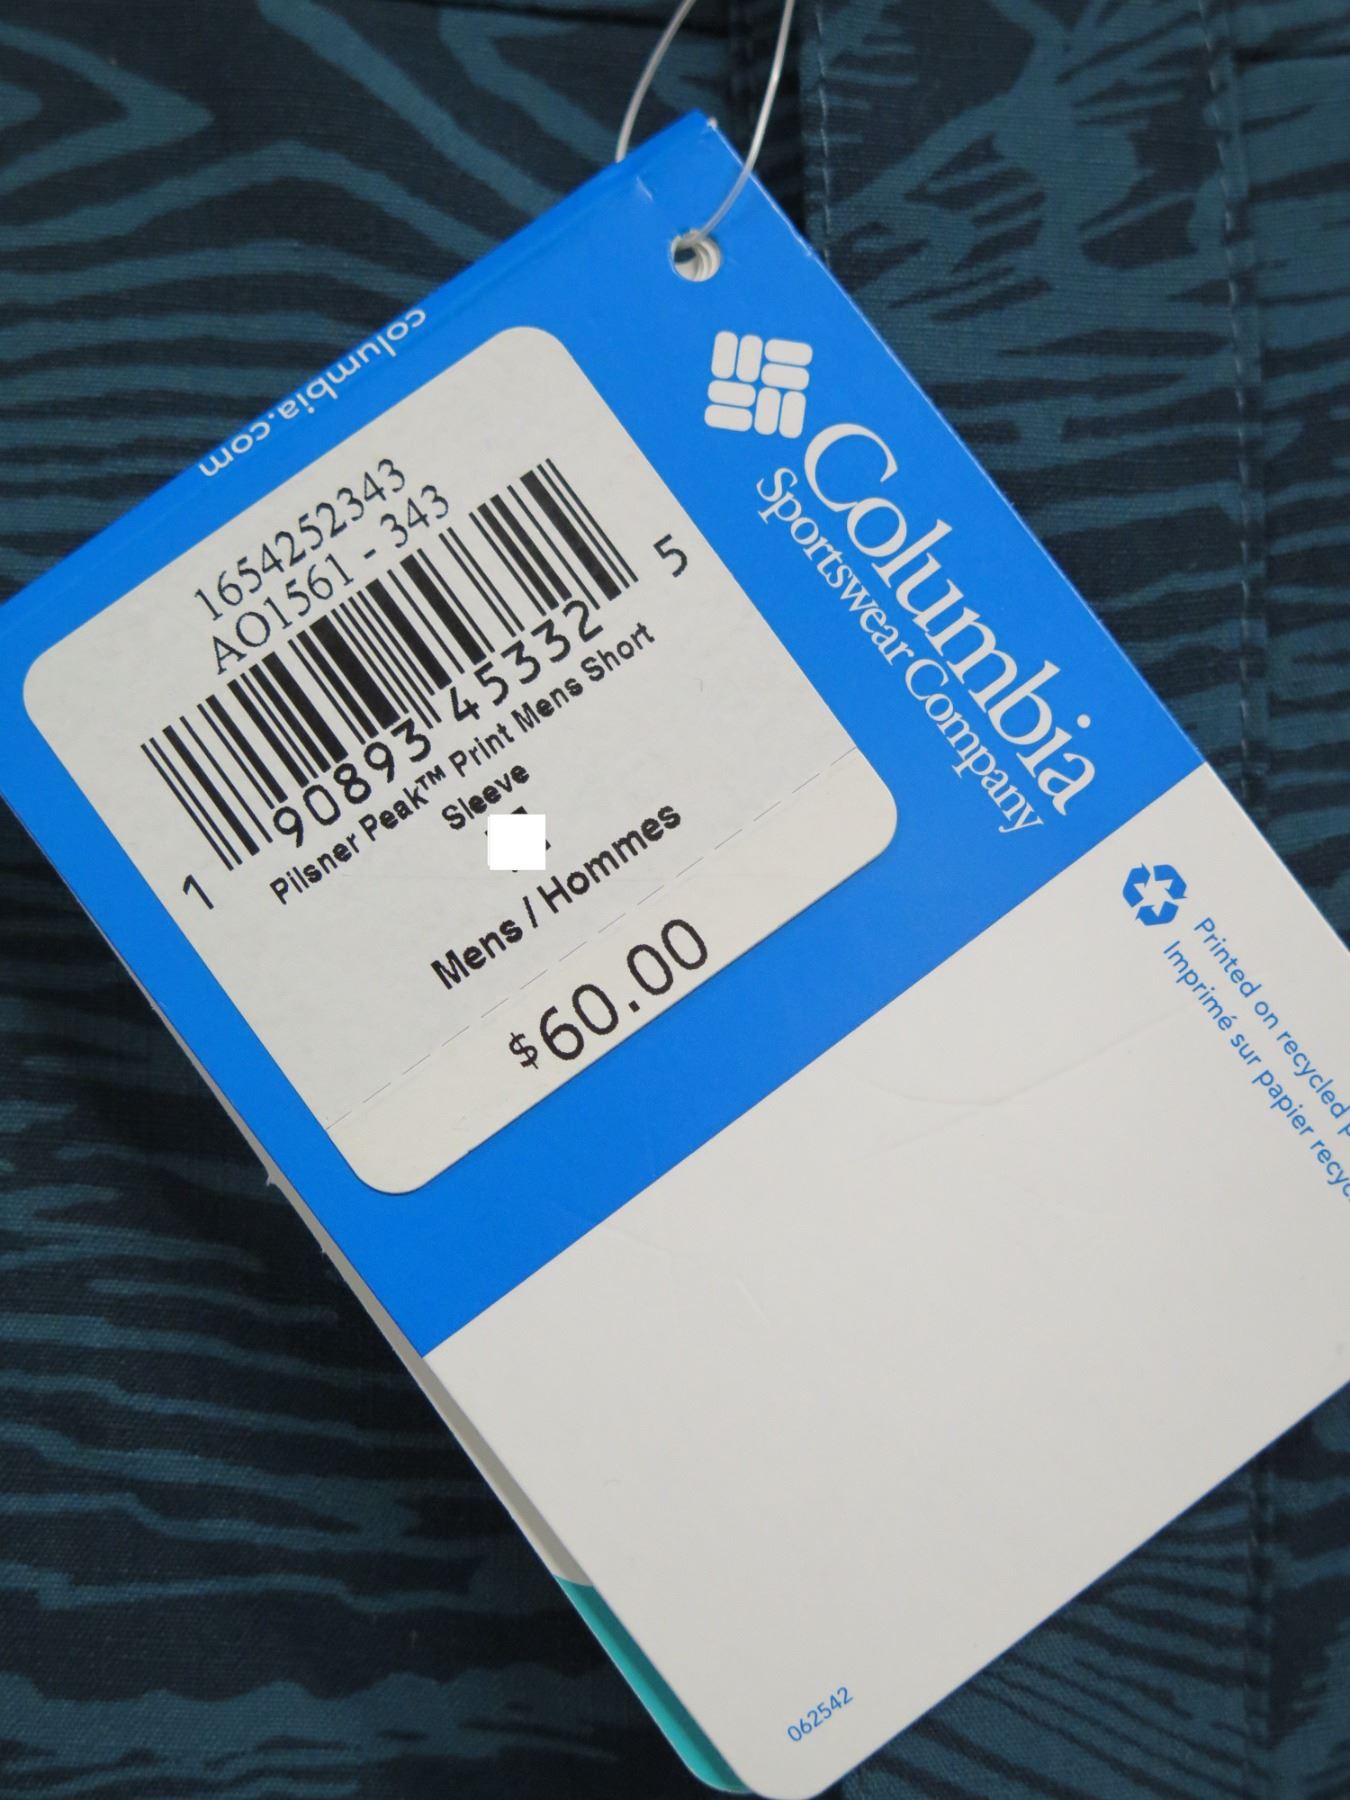 columbia.com
1654252343
AO1561 - 343
1 90893 45332 5
Pilsner Peak™ Print Mens Short
Sleeve
Mens / Hommes
$60.00
Columbia
Sportswear Company
Printed on recycled
Imprimé sur papier
062542